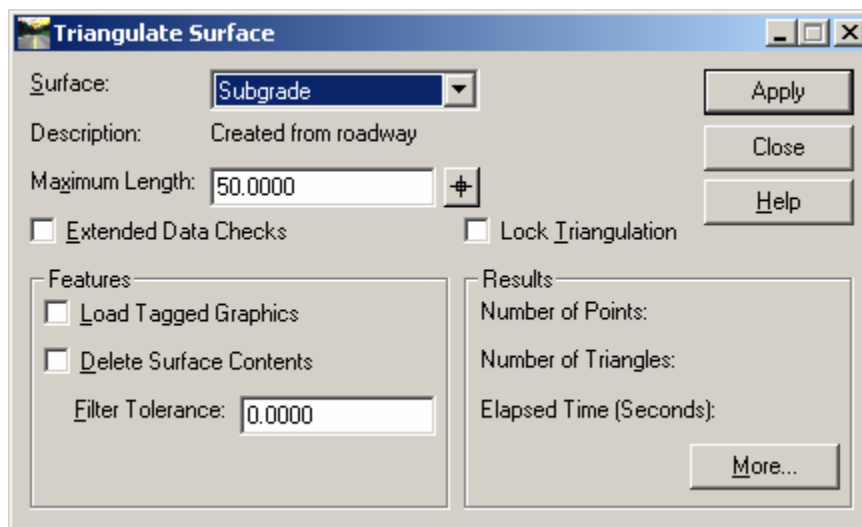 Triangulate Surface
Surface: Subgrade
Apply
Description: Created from roadway
Close
Maximum Length: 50.0000
Help
Extended Data Checks
Lock Triangulation
Features
Load Tagged Graphics
Delete Surface Contents
Filter Tolerance: 0.0000
Results
Number of Points:
Number of Triangles:
Elapsed Time (Seconds):
More...